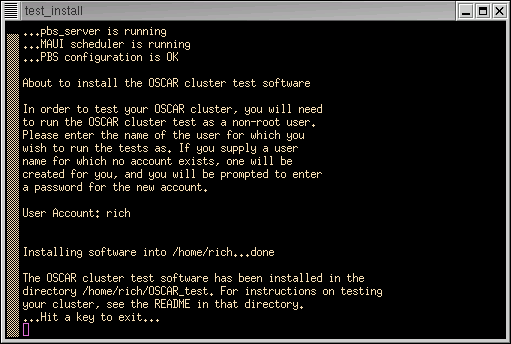 test_install
...pbs_server is running
...MAUI scheduler is running
...PBS configuration is OK
About to install the OSCAR cluster test software
In order to test your OSCAR cluster, you will need
to run the OSCAR cluster test as a non-root user.
Please enter the name of the user for which you
wish to run the tests as. If you supply a user
name for which no account exists, one will be
created for you, and you will be prompted to enter
a password for the new account.
User Account: rich
Installing software into /home/rich...done
The OSCAR cluster test software has been installed in the
directory /home/rich/OSCAR_test. For instructions on testing
your cluster, see the README in that directory.
...Hit a key to exit...